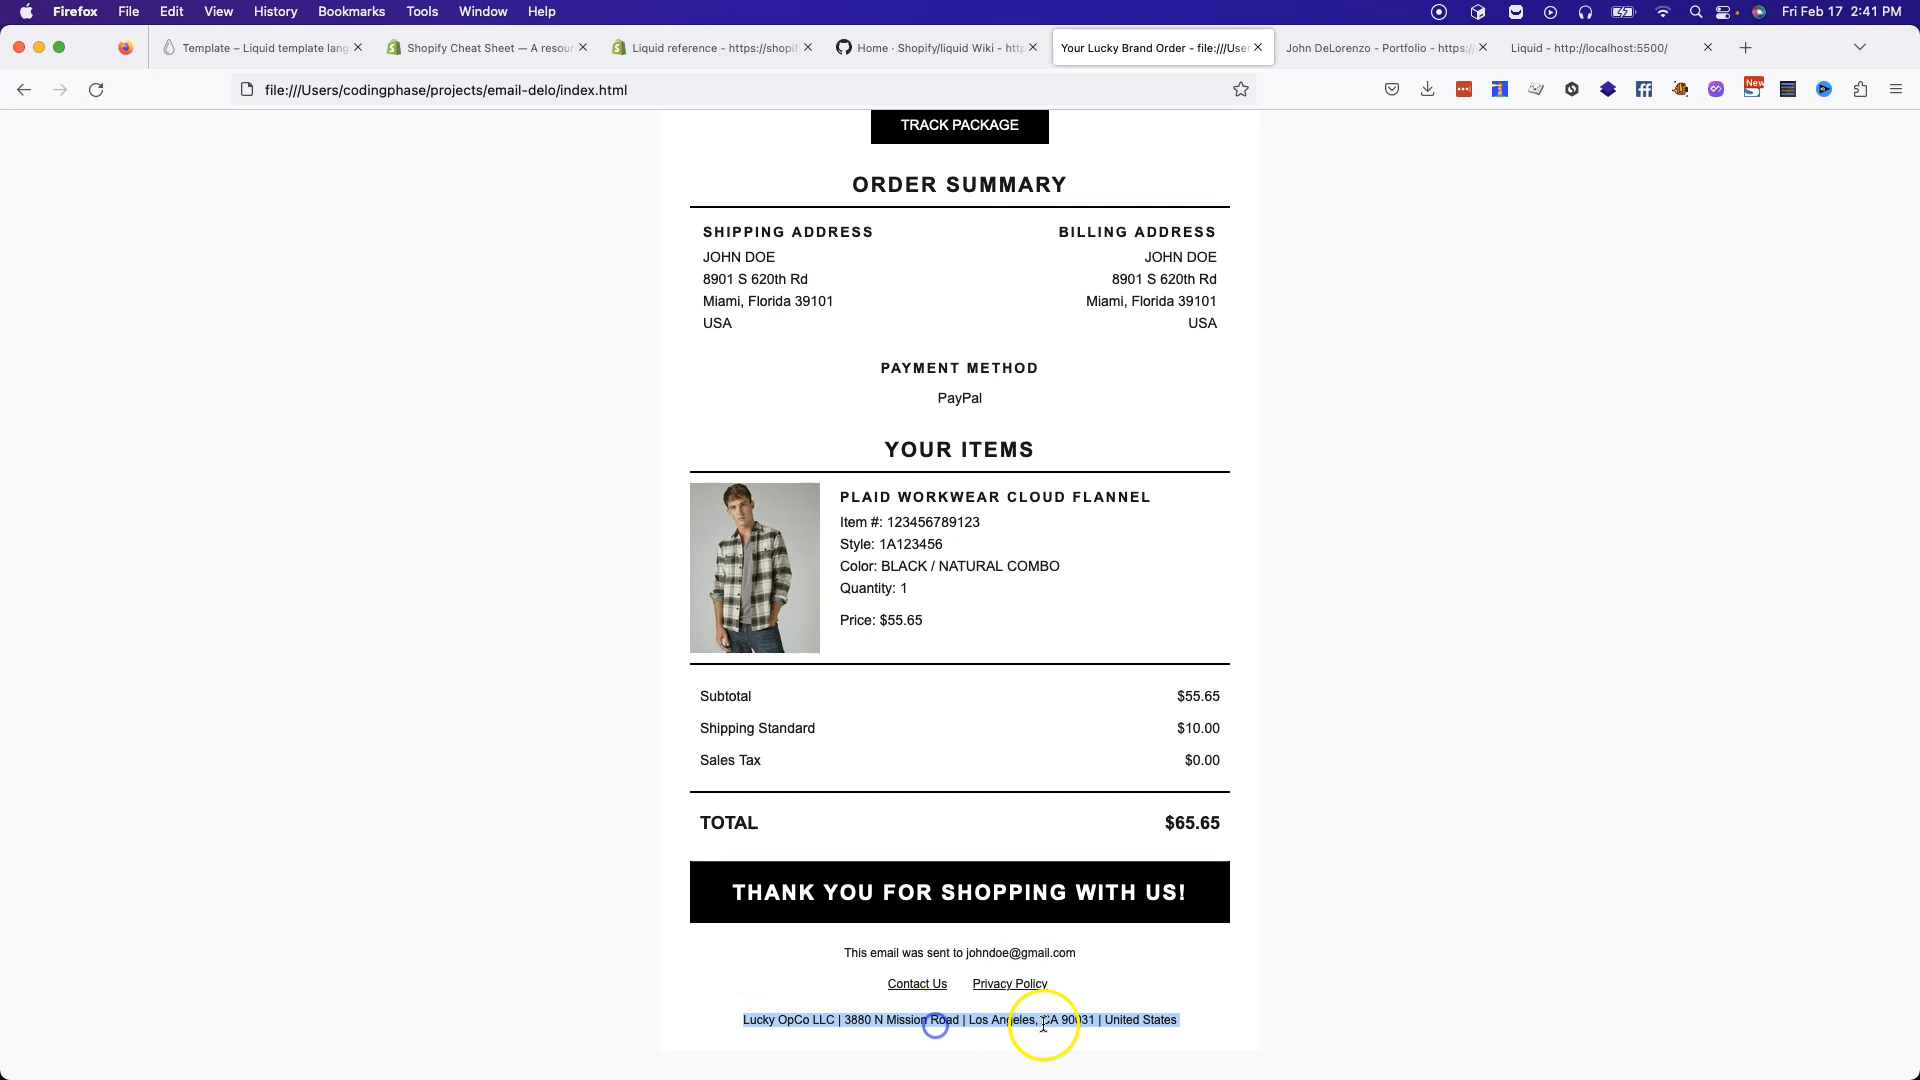 Firefox File Edit View History Bookmarks Tools Window Help Fri Feb 17 2:41 PM
Template – Liquid template lang Shopify Cheat Sheet — A resour Liquid reference - https://shopif Home · Shopify/liquid Wiki - http Your Lucky Brand Order - file:///User John DeLorenzo - Portfolio - https:/ Liquid - http://localhost:5500/
file:///Users/codingphase/projects/email-delo/index.html New
TRACK PACKAGE
ORDER SUMMARY
SHIPPING ADDRESS BILLING ADDRESS
JOHN DOE JOHN DOE
8901 S 620th Rd 8901 S 620th Rd
Miami, Florida 39101 Miami, Florida 39101
USA USA
PAYMENT METHOD
PayPal
YOUR ITEMS
PLAID WORKWEAR CLOUD FLANNEL
Item #: 123456789123
Style: 1A123456
Color: BLACK / NATURAL COMBO
Quantity: 1
Price: $55.65
Subtotal $55.65
Shipping Standard $10.00
Sales Tax $0.00
TOTAL $65.65
THANK YOU FOR SHOPPING WITH US!
This email was sent to johndoe@gmail.com
Contact Us Privacy Policy
Lucky OpCo LLC | 3880 N Mission Road | Los Angeles, CA 90031 | United States